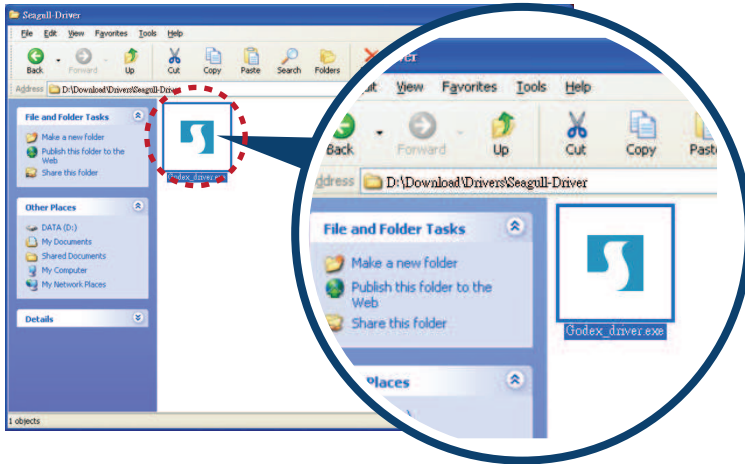 Seagull-Driver
File Edit View Favorites Tools Help
Back Forward Up Cut Copy Paste Search Folders
Address D:\Download\Drivers\Seagull-Driver
File and Folder Tasks
Make a new folder
Publish this folder to the
Web
Share this folder
Other Places
DATA (D:)
My Documents
Shared Documents
My Computer
My Network Places
Details
Godex_driver.exe
1 objects
View Favorites Tools Help
Back Forward Up Cut Copy
ddress D:\Download\Drivers\Seagull-Driver
File and Folder Tasks
Make a new folder
Publish this folder to the
Web
Share this folder
Places
Godex_driver.exe